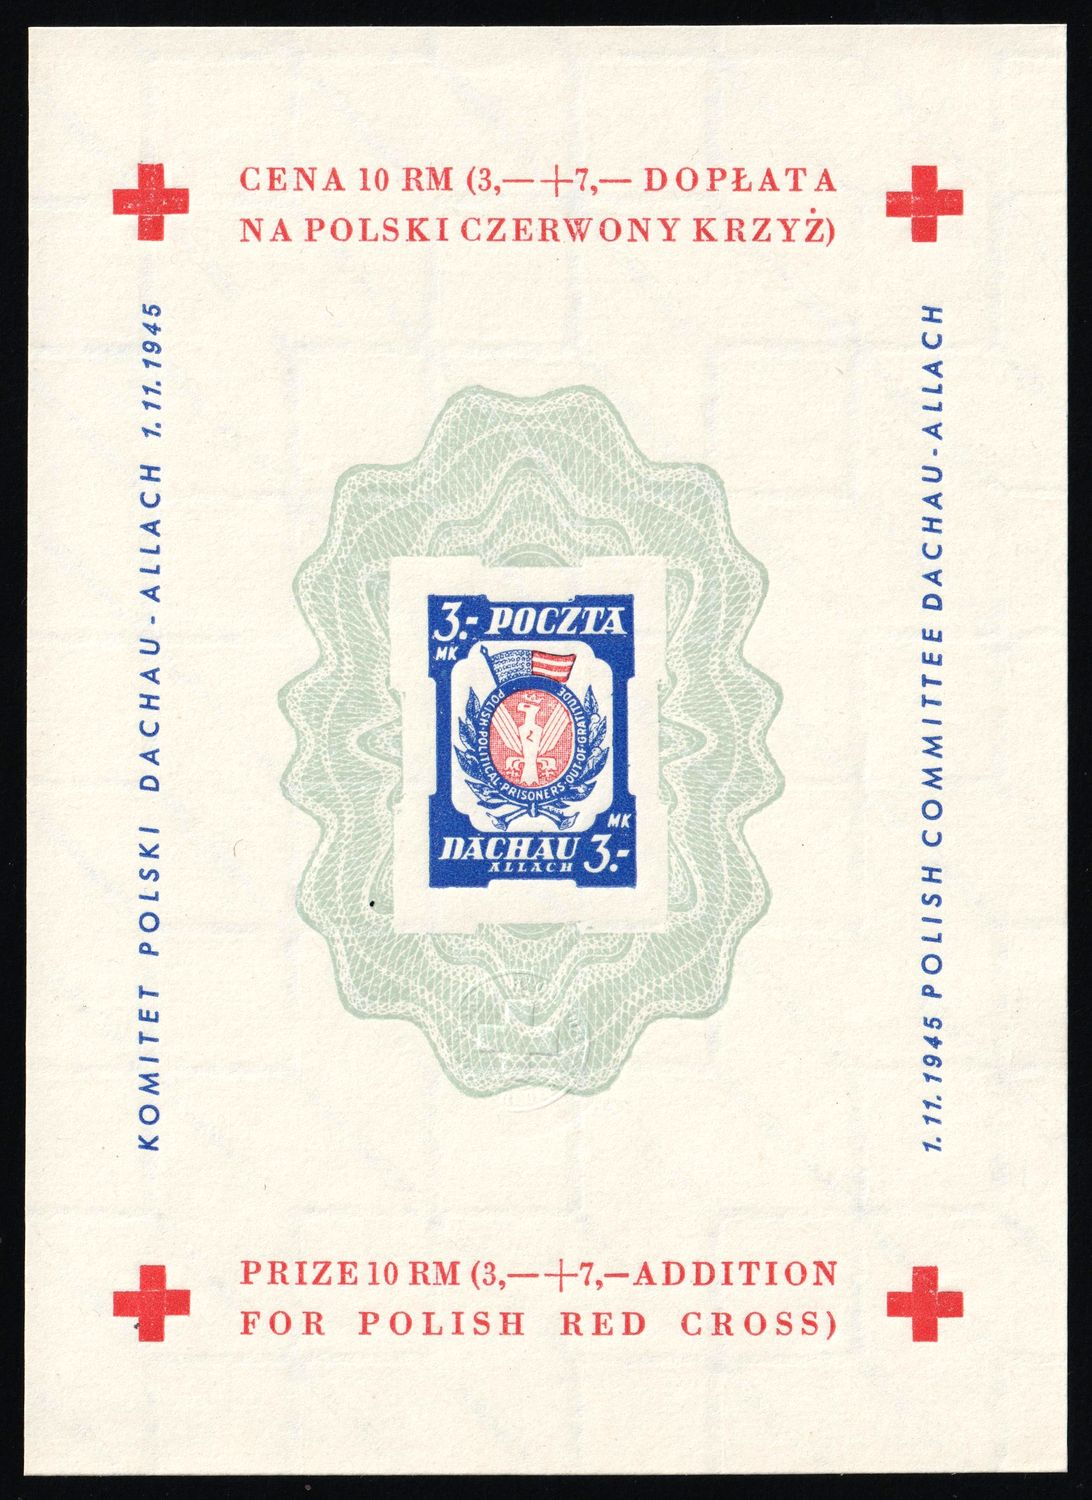 CENA 10 RM (3,—+7,— DOPŁATA
NA POLSKI CZERWONY KRZYŻ)
KOMITET POLSKI DACHAU-ALLACH 1.11.1945
3.- POCZTA
MK
POLISH·POLITICAL·PRISONERS·OUT·OF·GRATITUDE
MK
DACHAU 3.-
ALLACH
1.11.1945 POLISH COMMITTEE DACHAU-ALLACH
PRIZE 10 RM (3,—+7,—ADDITION
FOR POLISH RED CROSS)